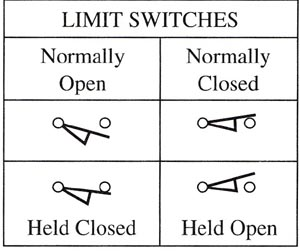 LIMIT SWITCHES
Normally Open
Normally Closed
Held Closed
Held Open